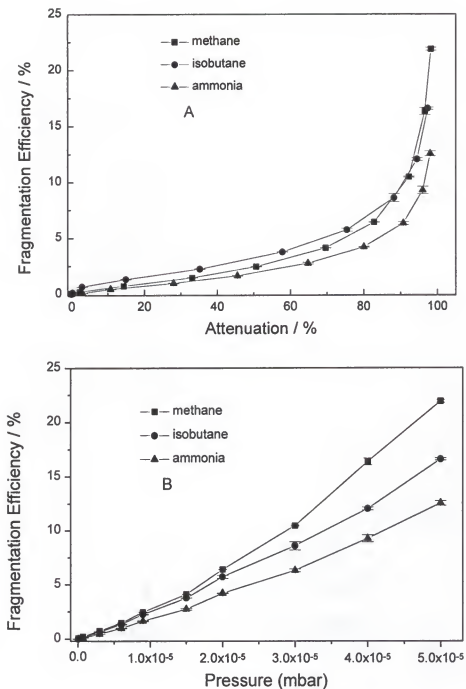 25
20
15
10
5
0
Fragmentation Efficiency / %
methane
isobutane
ammonia
A
0 20 40 60 80 100
Attenuation / %
25
20
15
10
5
0
Fragmentation Efficiency / %
methane
isobutane
ammonia
B
0.0 1.0x10-5 2.0x10-5 3.0x10-5 4.0x10-5 5.0x10-5
Pressure (mbar)